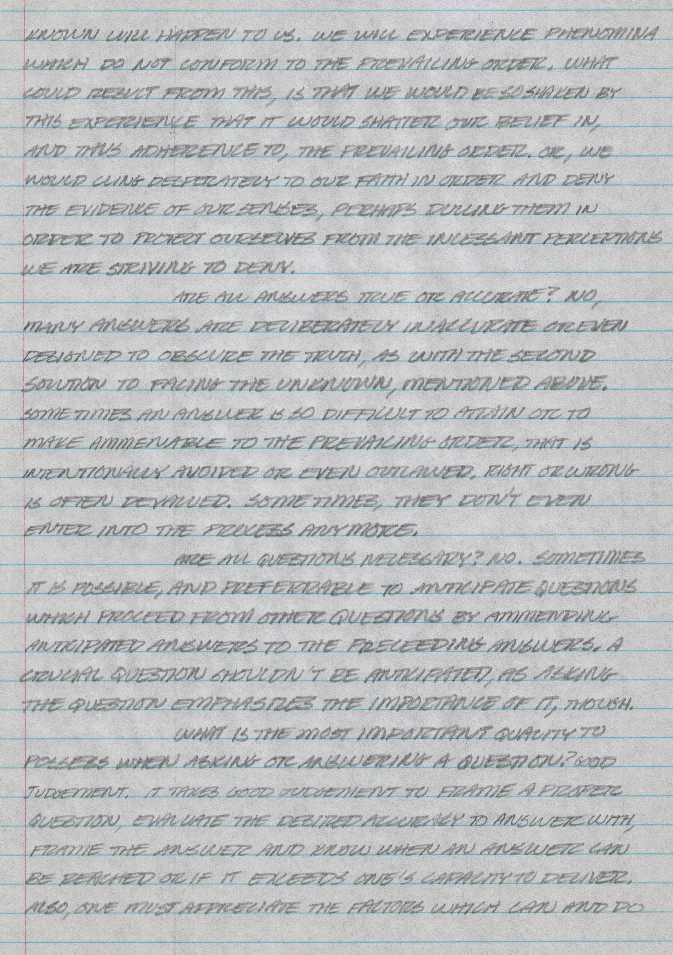 KNOWN WILL HAPPEN TO US. WE WILL EXPERIENCE PHENOMINA
WHICH DO NOT CONFORM TO THE PREVAILING ORDER. WHAT
COULD RESULT FROM THIS, IS THAT WE WOULD BE SO SHAKEN BY
THIS EXPERIENCE THAT IT WOULD SHATTER OUR BELIEF IN,
AND THUS ADHERENCE TO, THE PREVAILING ORDER. OR, WE
WOULD CLING DESPERATELY TO OUR FAITH IN ORDER AND DENY
THE EVIDENCE OF OUR SENSES, PERHAPS DULLING THEM IN
ORDER TO PROTECT OURSELVES FROM THE INCESSANT PERCEPTIONS
WE ARE STRIVING TO DENY.
ARE ALL ANSWERS TRUE OR ACCURATE? NO,
MANY ANSWERS ARE DELIBERATELY INACCURATE OR EVEN
DESIGNED TO OBSCURE THE TRUTH, AS WITH THE SECOND
SOLUTION TO FACING THE UNKNOWN, MENTIONED ABOVE.
SOMETIMES AN ANSWER IS SO DIFFICULT TO ATTAIN OR TO
MAKE AMMENABLE TO THE PREVAILING ORDER, THAT IS
INTENTIONALLY AVOIDED OR EVEN OUTLAWED. RIGHT OR WRONG
IS OFTEN DEVALUED. SOMETIMES, THEY DON'T EVEN
ENTER INTO THE PROCESS ANYMORE.
ARE ALL QUESTIONS NECESSARY? NO. SOMETIMES
IT IS POSSIBLE, AND PREFERRABLE TO ANTICIPATE QUESTIONS
WHICH PROCEED FROM OTHER QUESTIONS BY AMMENDING
ANTICIPATED ANSWERS TO THE PRECEEDING ANSWERS. A
CRUCIAL QUESTION SHOULDN'T BE ANTICIPATED, AS ASKING
THE QUESTION EMPHASIZES THE IMPORTANCE OF IT, THOUGH.
WHAT IS THE MOST IMPORTANT QUALITY TO
POSSESS WHEN ASKING OR ANSWERING A QUESTION? GOOD
JUDGEMENT. IT TAKES GOOD JUDGEMENT TO FRAME A PROPER
QUESTION, EVALUATE THE DESIRED ACCURACY TO ANSWER WITH,
FRAME THE ANSWER AND KNOW WHEN AN ANSWER CAN
BE REACHED OR IF IT EXCEEDS ONE'S CAPACITY TO DELIVER.
ALSO, ONE MUST APPRECIATE THE FACTORS WHICH CAN AND DO